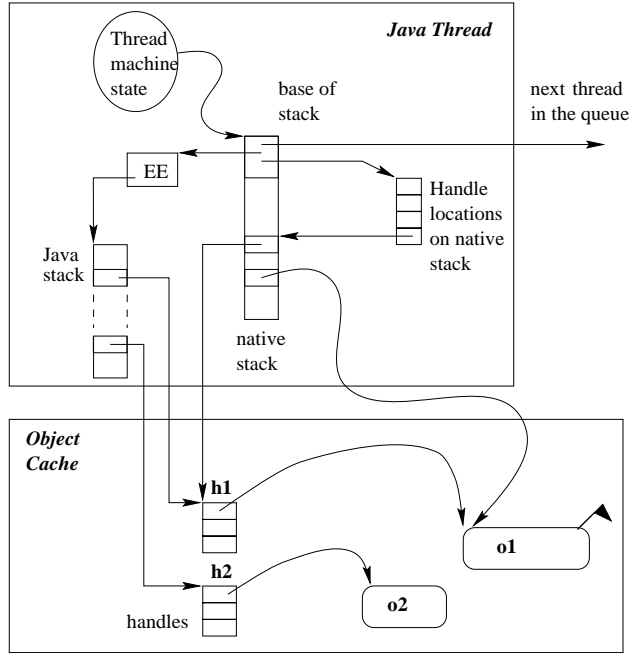 Java Thread
Thread
machine
state
base of
stack
next thread
in the queue
EE
Handle
locations
on native
stack
Java
stack
native
stack
Object
Cache
h1
o1
h2
o2
handles